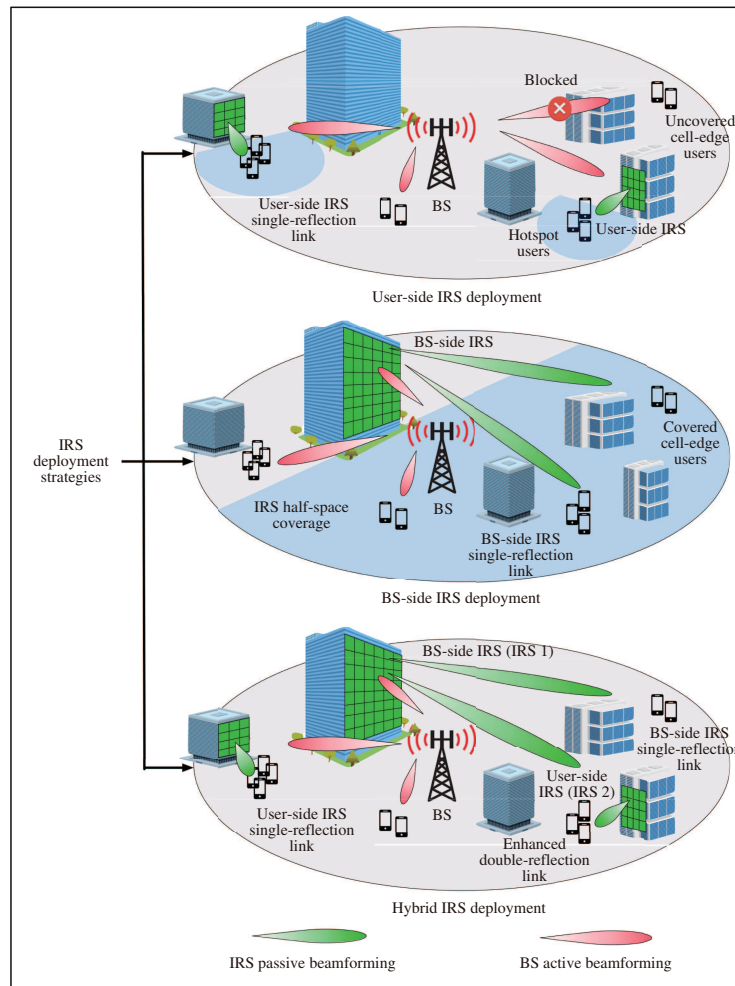 Blocked
Uncovered
cell-edge
users
User-side IRS
single-reflection
link
BS
Hotspot
users
User-side IRS
User-side IRS deployment
BS-side IRS
Covered
cell-edge
users
IRS
deployment
strategies
IRS half-space
coverage
BS
BS-side IRS
single-reflection
link
BS-side IRS deployment
BS-side IRS (IRS 1)
BS-side IRS
single-reflection
link
User-side
IRS (IRS 2)
User-side IRS
single-reflection
link
BS
Enhanced
double-reflection
link
Hybrid IRS deployment
IRS passive beamforming
BS active beamforming